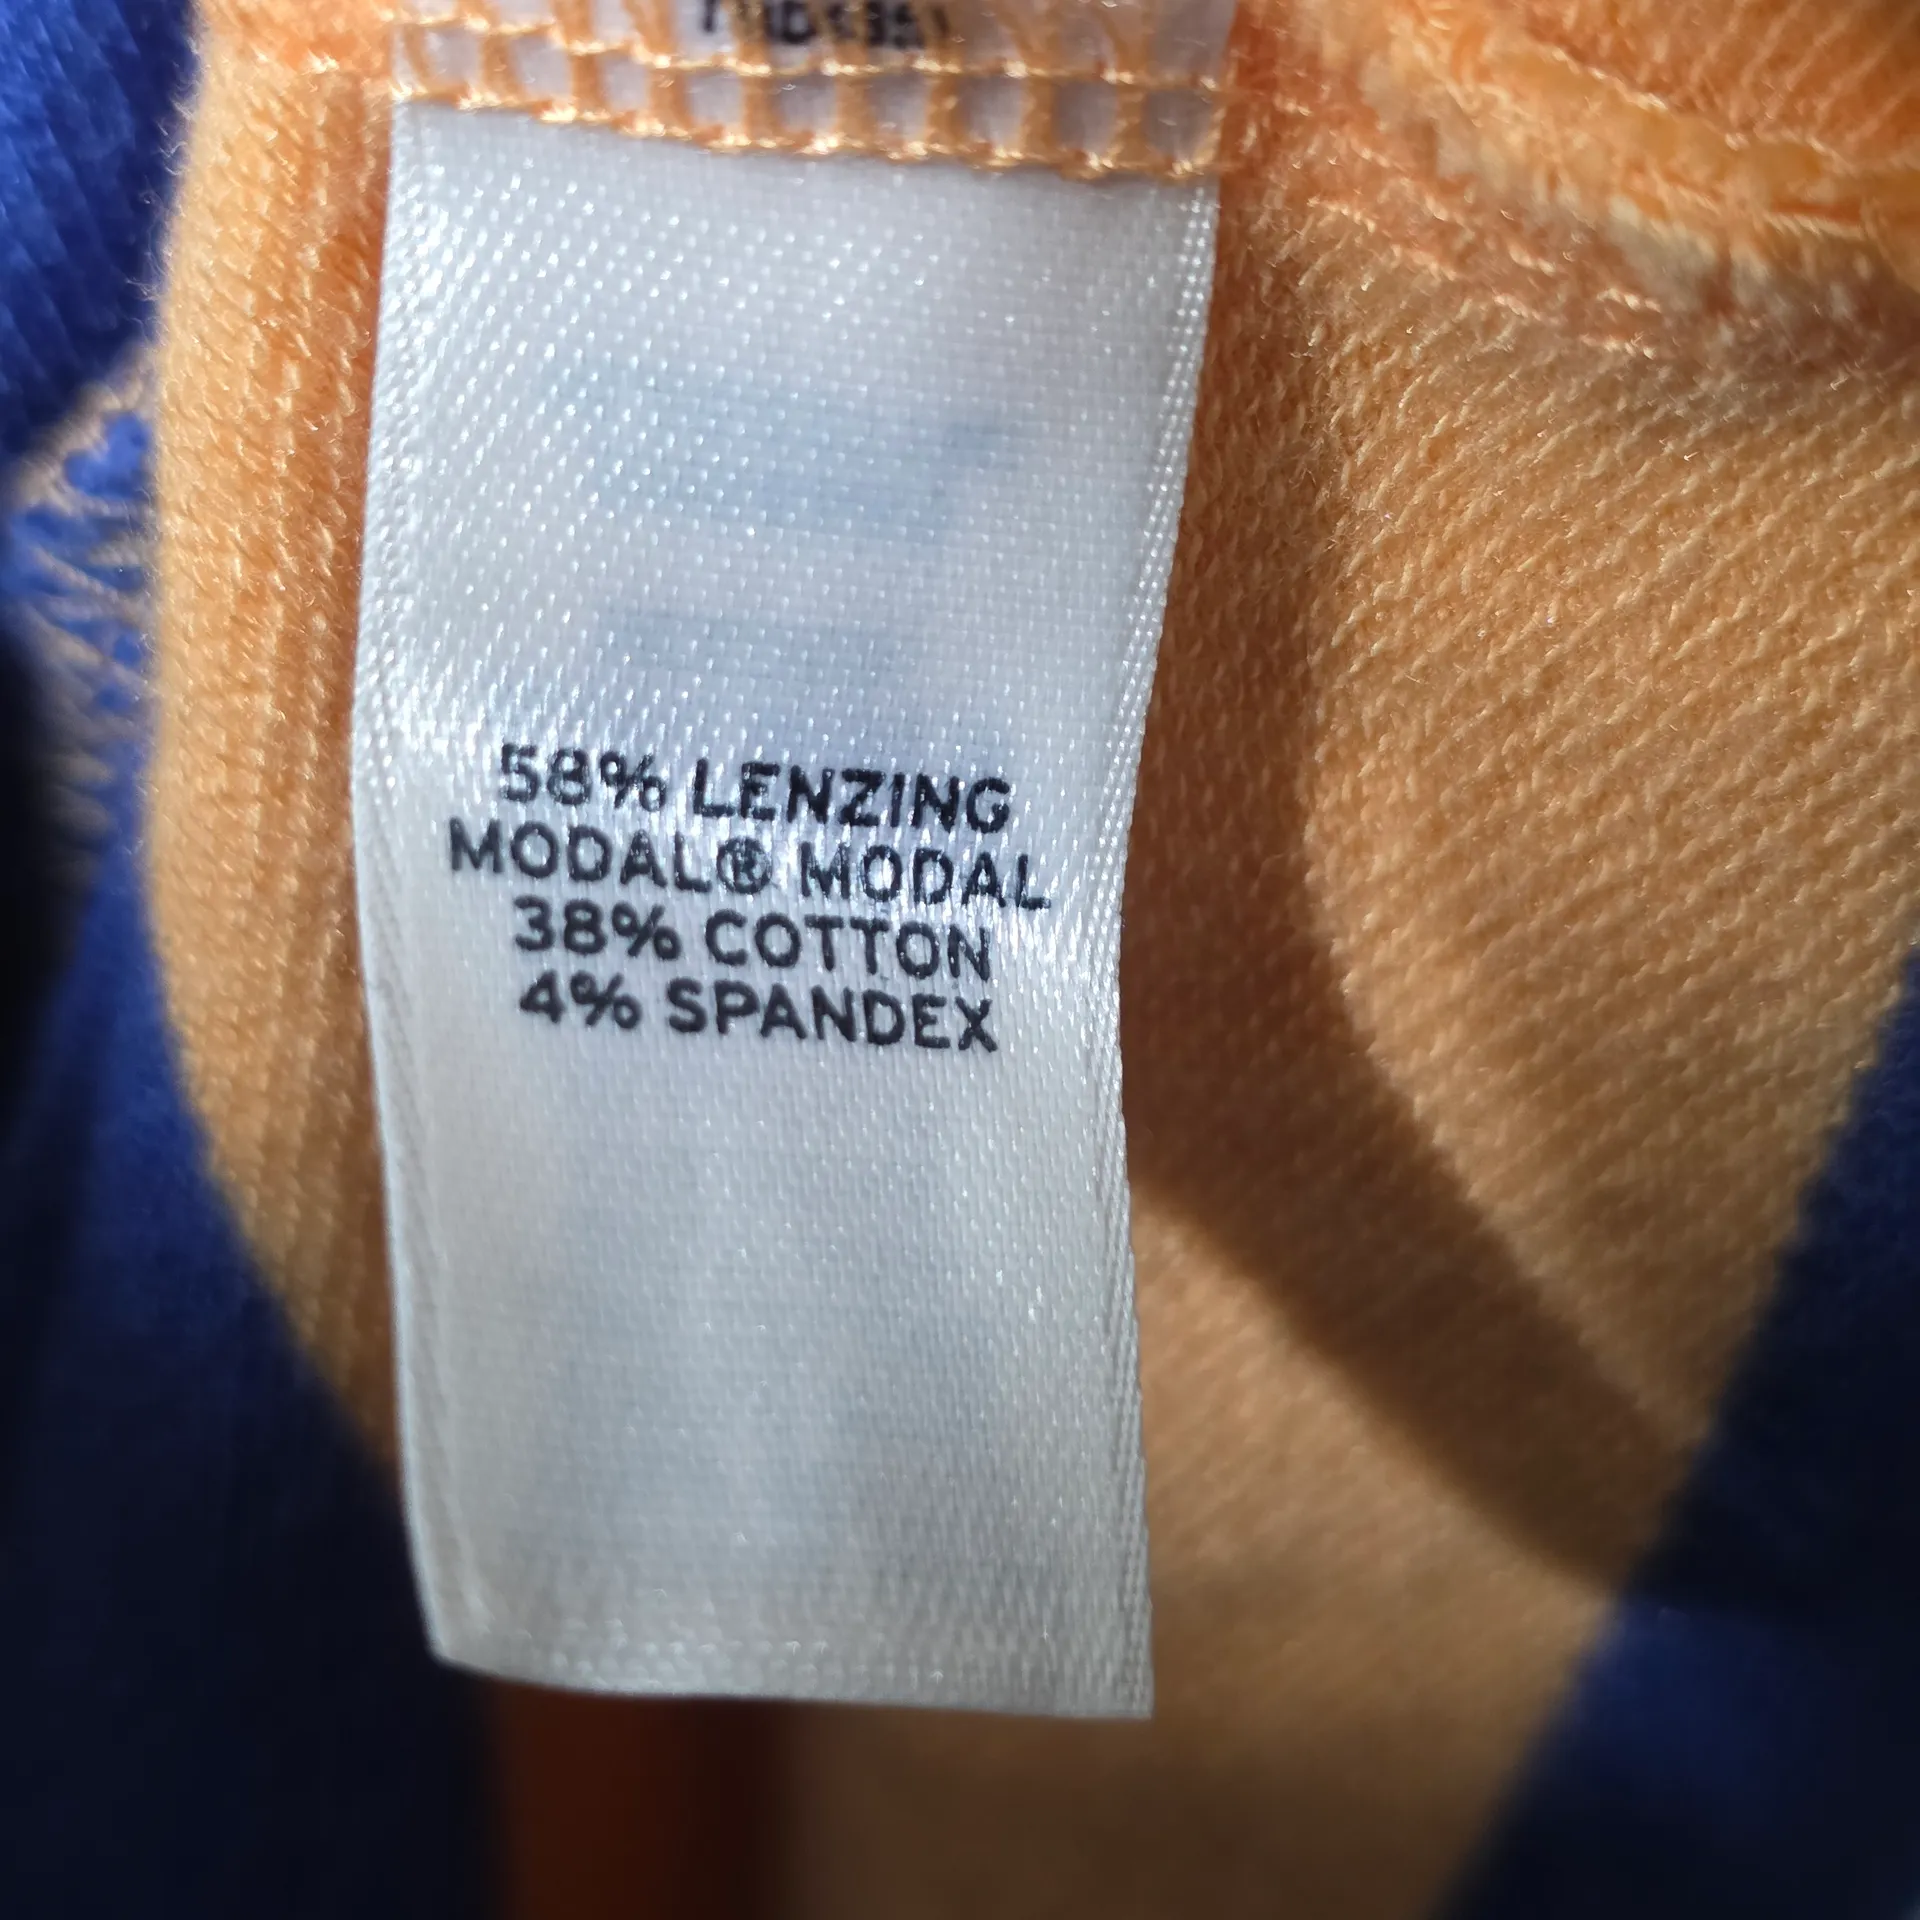 58% LENZING
MODAL® MODAL
38% COTTON
4% SPANDEX